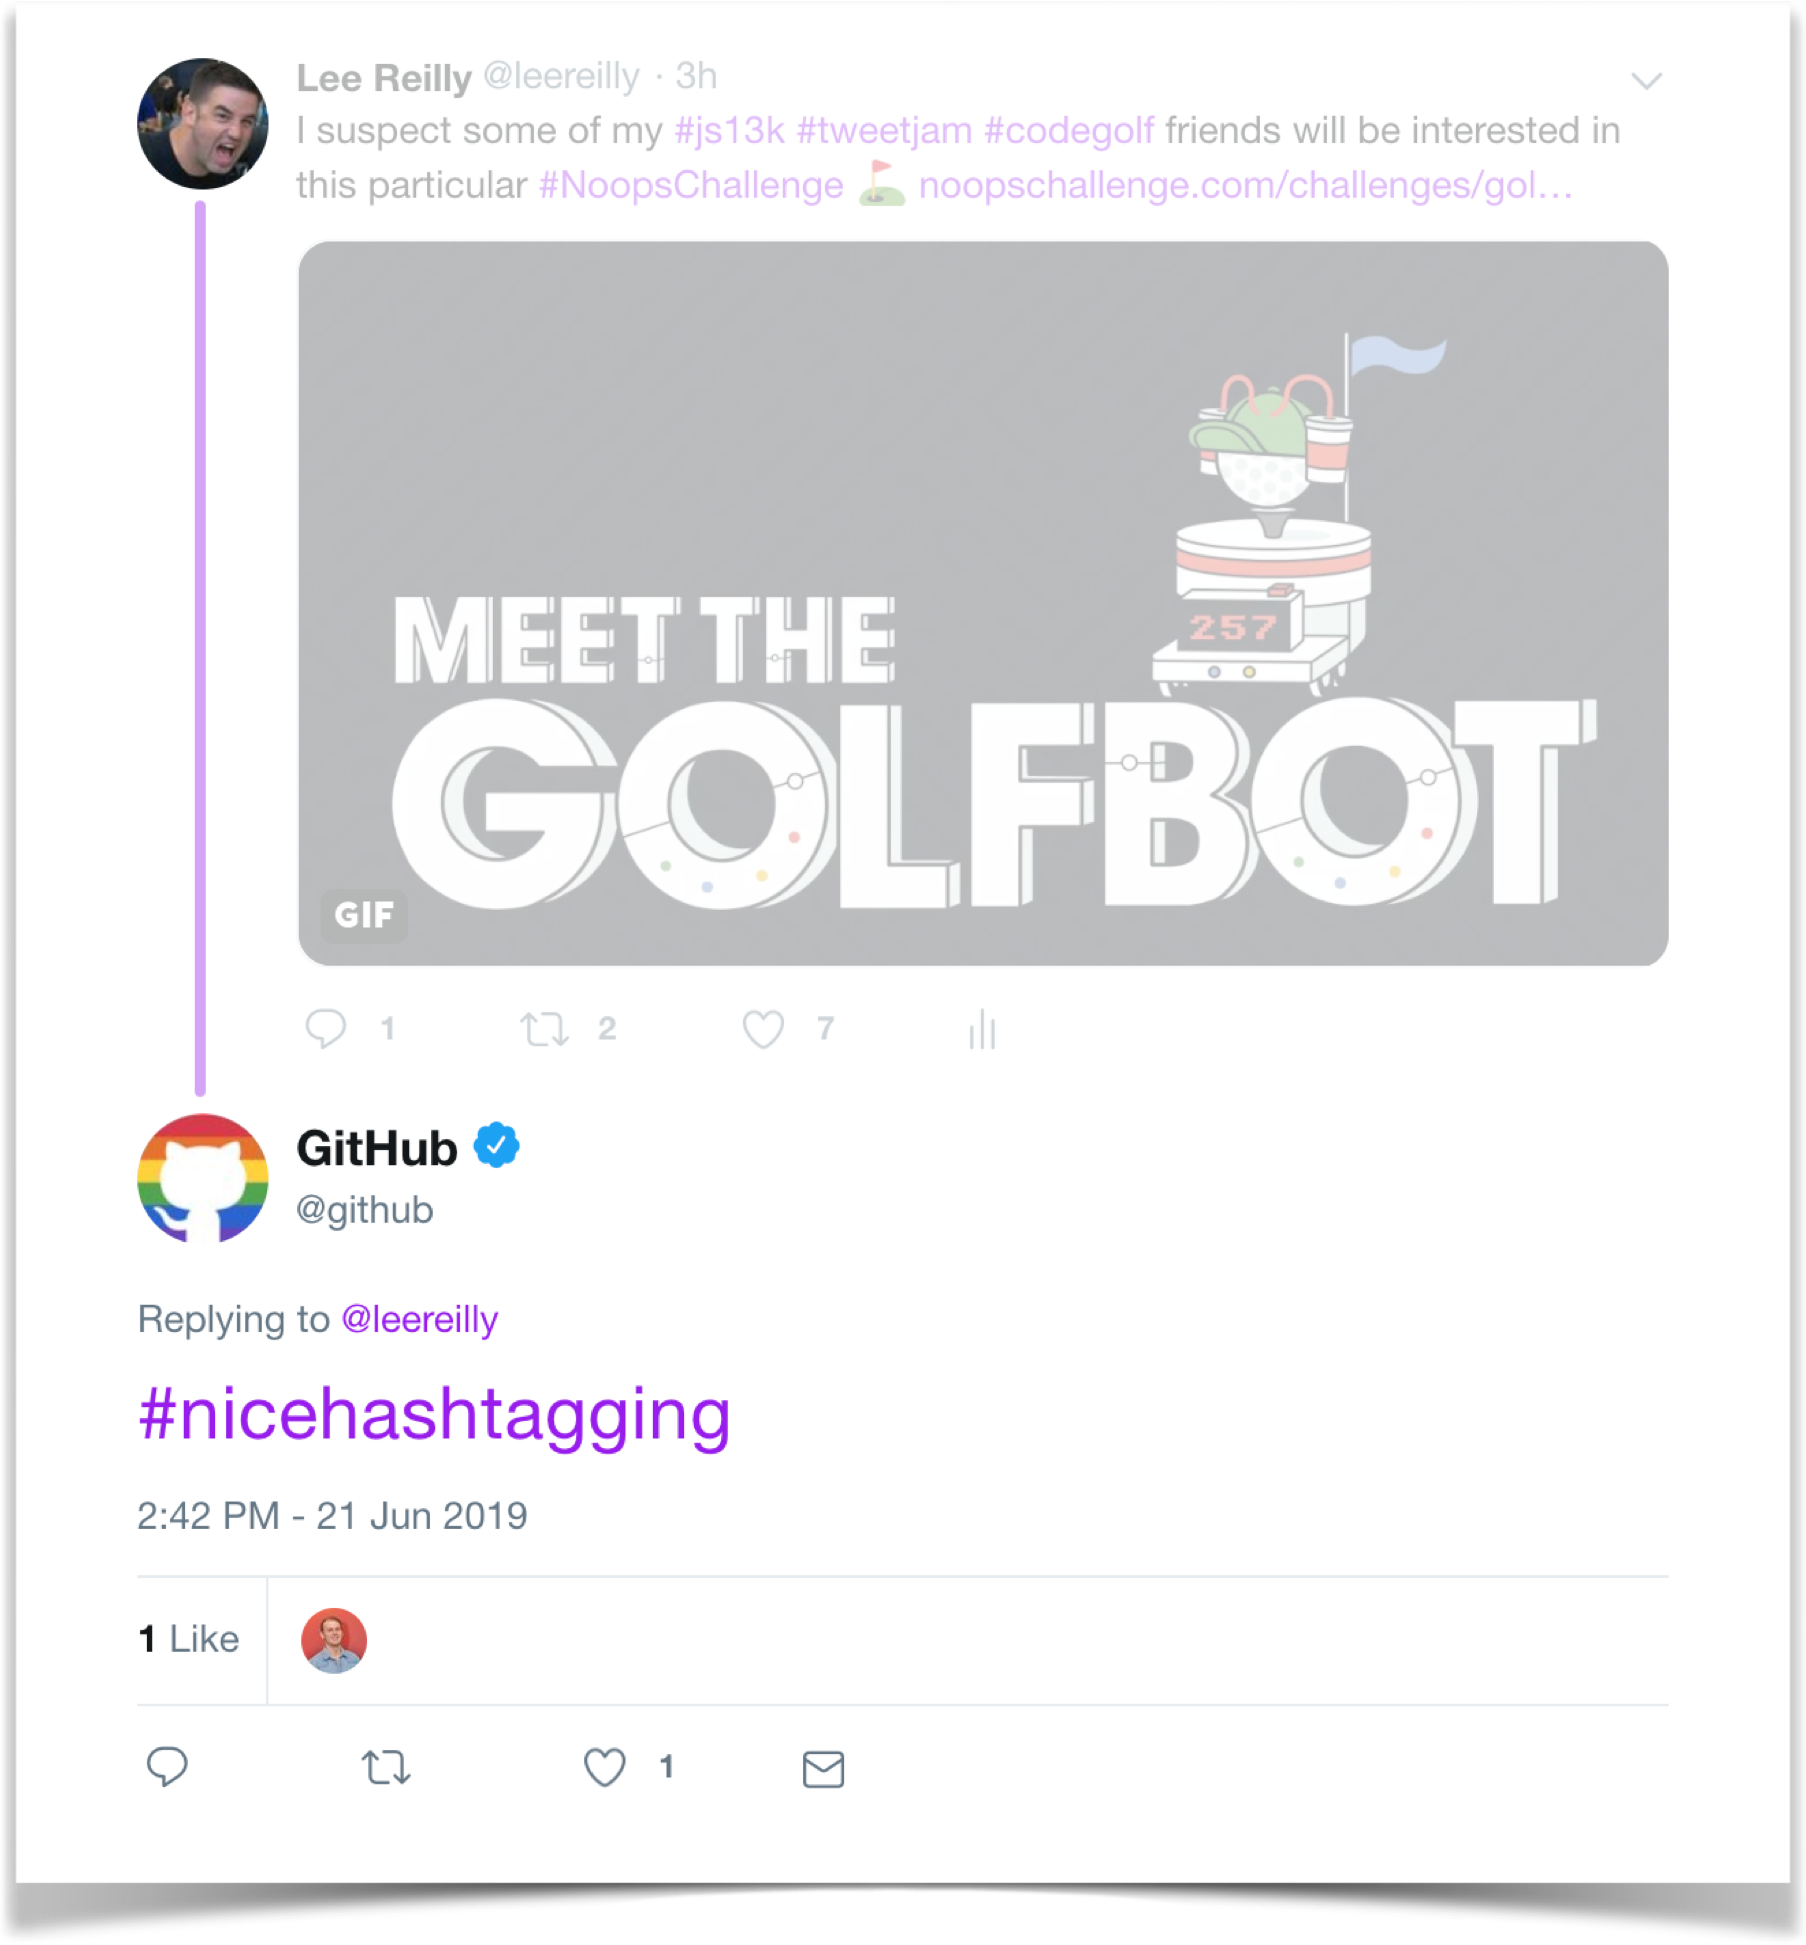 Lee Reilly @leereilly · 3h
I suspect some of my #js13k #tweetjam #codegolf friends will be interested in
this particular #NoopsChallenge ⛳ noopschallenge.com/challenges/gol…
257
MEET THE
GOLFBOT
GIF
1 2 7
GitHub
@github
Replying to @leereilly
#nicehashtagging
2:42 PM - 21 Jun 2019
1 Like
1